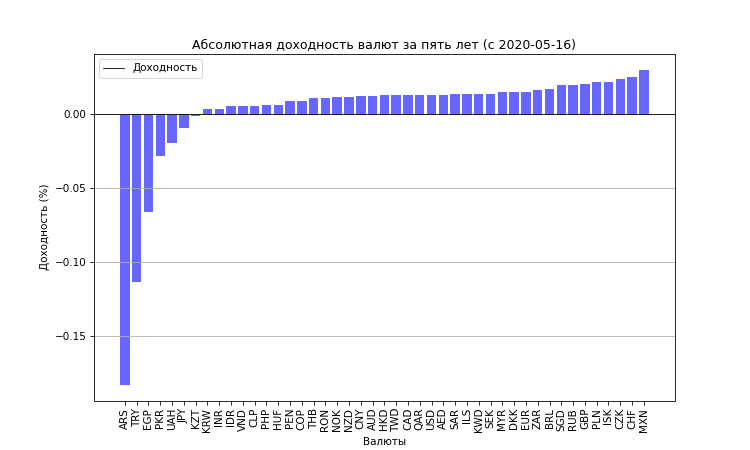 Абсолютная доходность валют за пять лет (с 2020-05-16)
Доходность
0.00
−0.05
−0.10
−0.15
Доходность (%)
ARS TRY EGP PKR UAH JPY KZT KRW INR IDR VND CLP PHP HUF PEN COP THB RON NOK NZD CNY AUD HKD TWD CAD QAR USD AED SAR ILS KWD SEK MYR DKK EUR ZAR BRL SGD RUB GBP PLN ISK CZK CHF MXN
Валюты